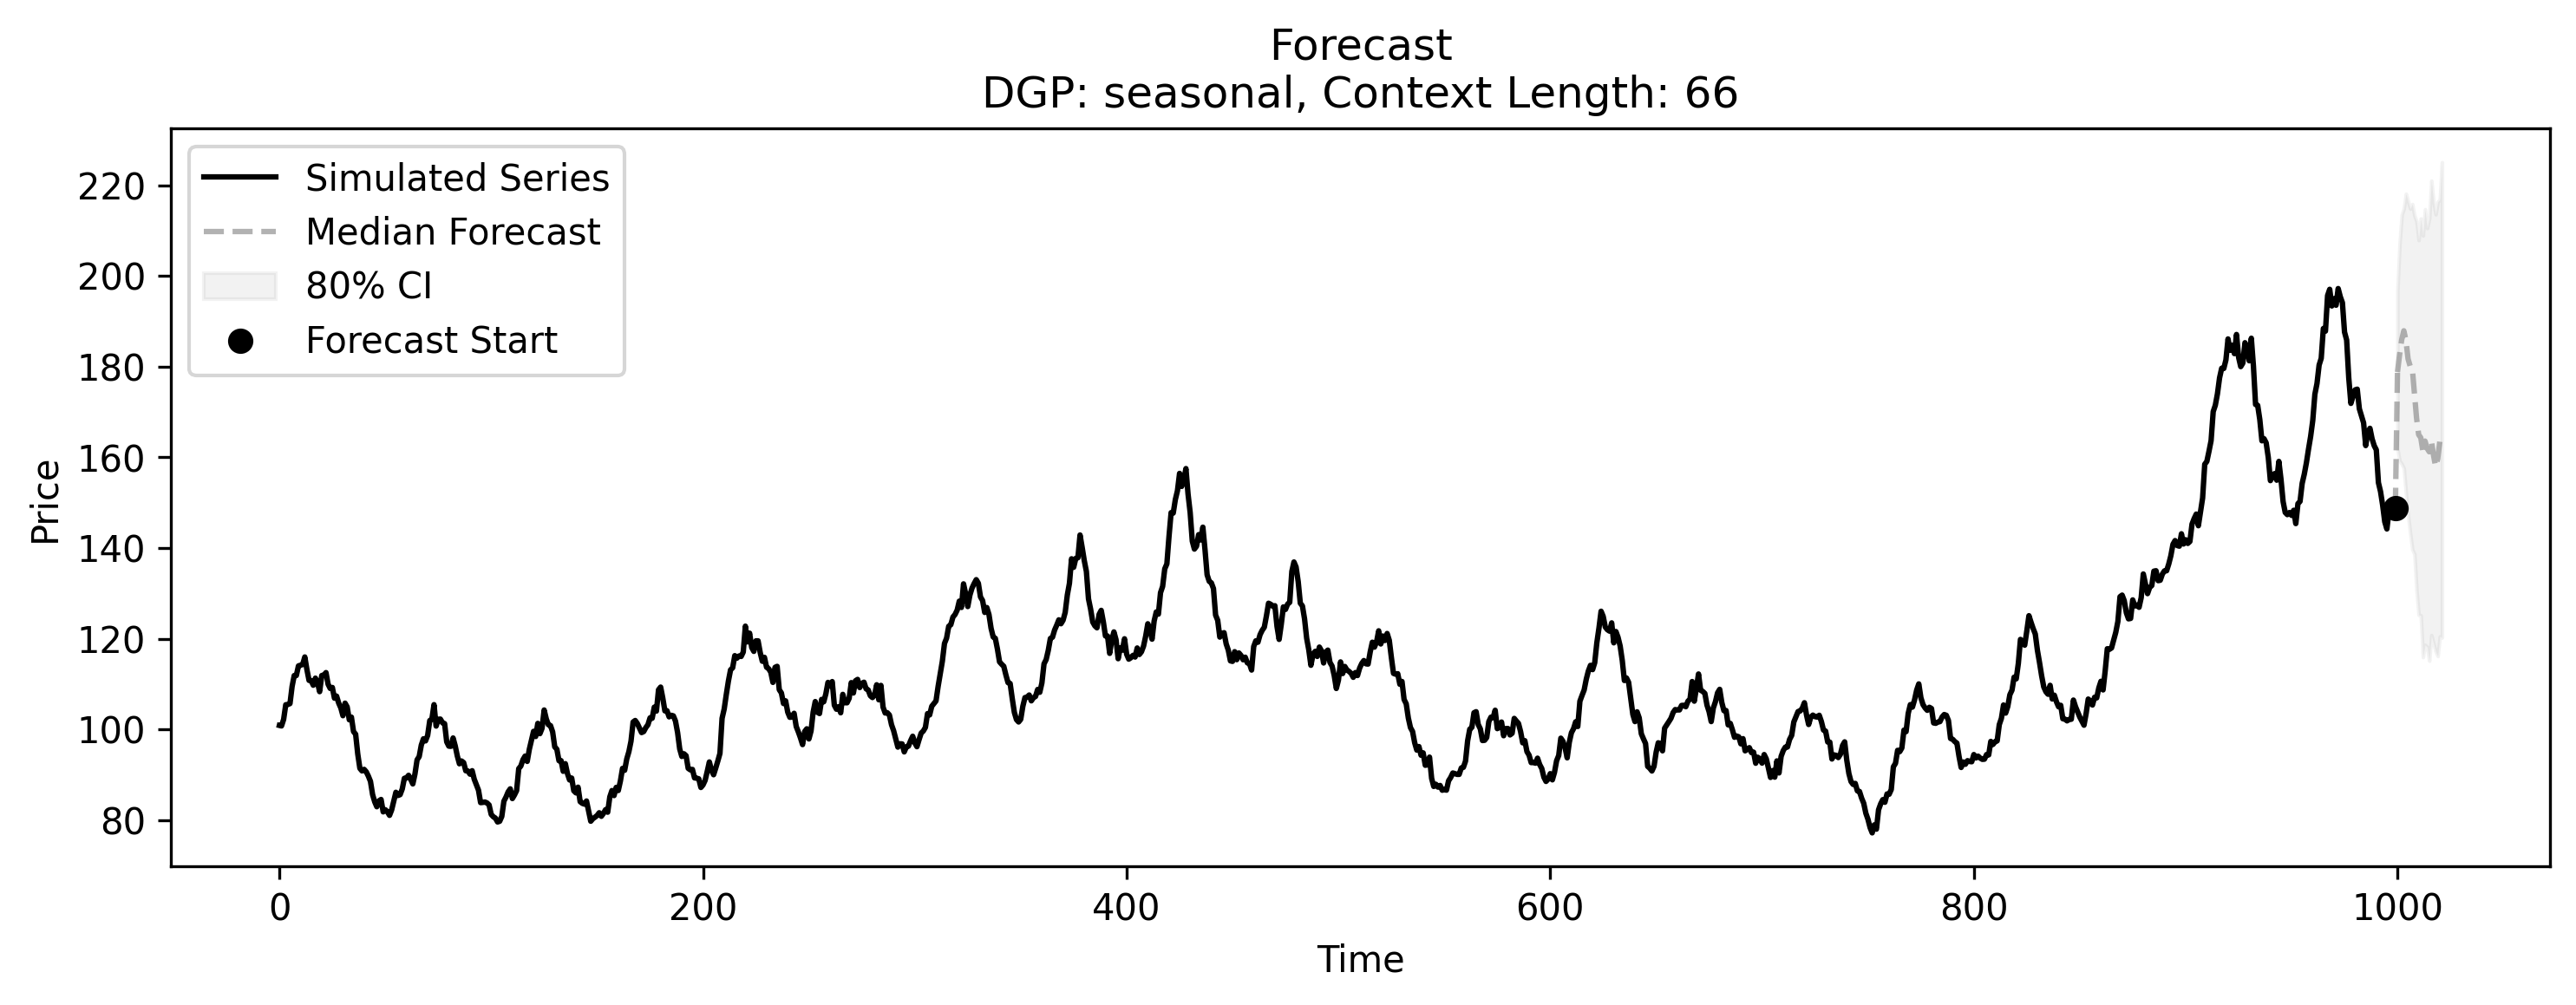 Forecast
DGP: seasonal, Context Length: 66
Simulated Series
Median Forecast
80% CI
Forecast Start
Price
220
200
180
160
140
120
100
80
0
200
400
600
800
1000
Time